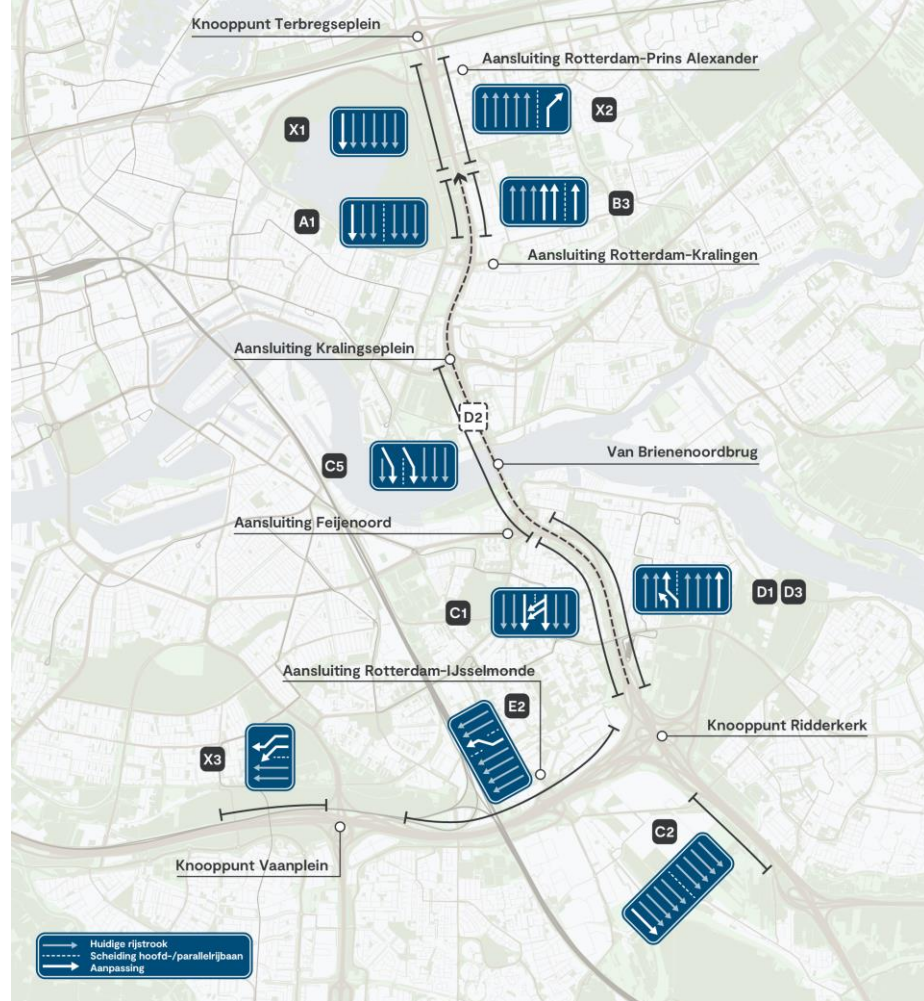 Knooppunt Terbregseplein
Aansluiting Rotterdam-Prins Alexander
X1
X2
A1
B3
Aansluiting Rotterdam-Kralingen
Aansluiting Kralingseplein
D2
Van Brienenoordbrug
C5
Aansluiting Feijenoord
D1 D3
C1
Aansluiting Rotterdam-IJsselmonde
E2
Knooppunt Ridderkerk
X3
C2
Knooppunt Vaanplein
Huidige rijstrook
Scheiding hoofd-/parallelrijbaan
Aanpassing